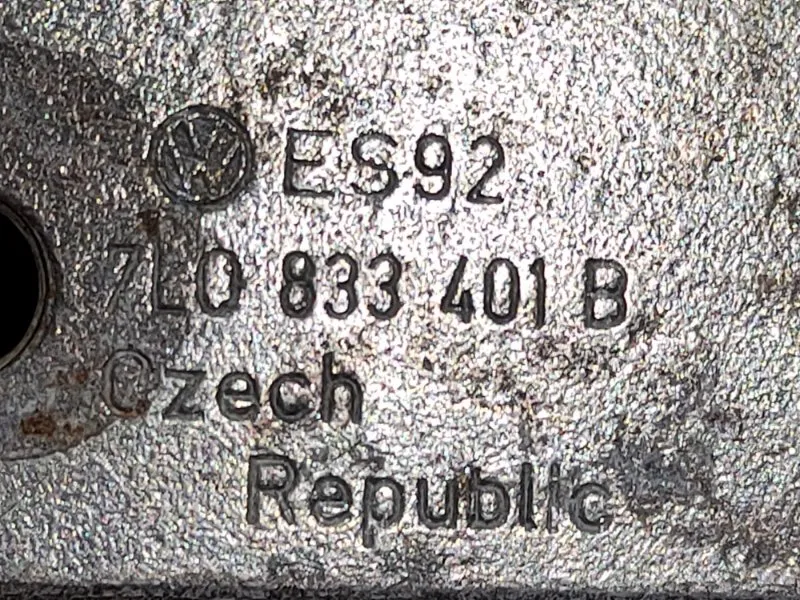 ES92
7L0 833 401 B
Czech
Republic